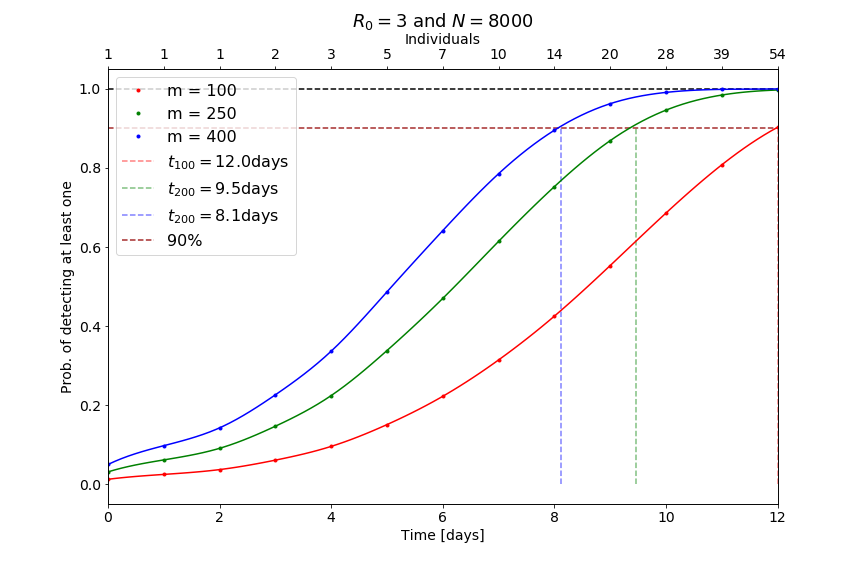 R₀ = 3 and N = 8000
Individuals
1 1 1 2 3 5 7 10 14 20 28 39 54
m = 100
m = 250
m = 400
t₁₀₀ = 12.0days
t₂₀₀ = 9.5days
t₂₀₀ = 8.1days
90%
Prob. of detecting at least one
1.0
0.8
0.6
0.4
0.2
0.0
0 2 4 6 8 10 12
Time [days]